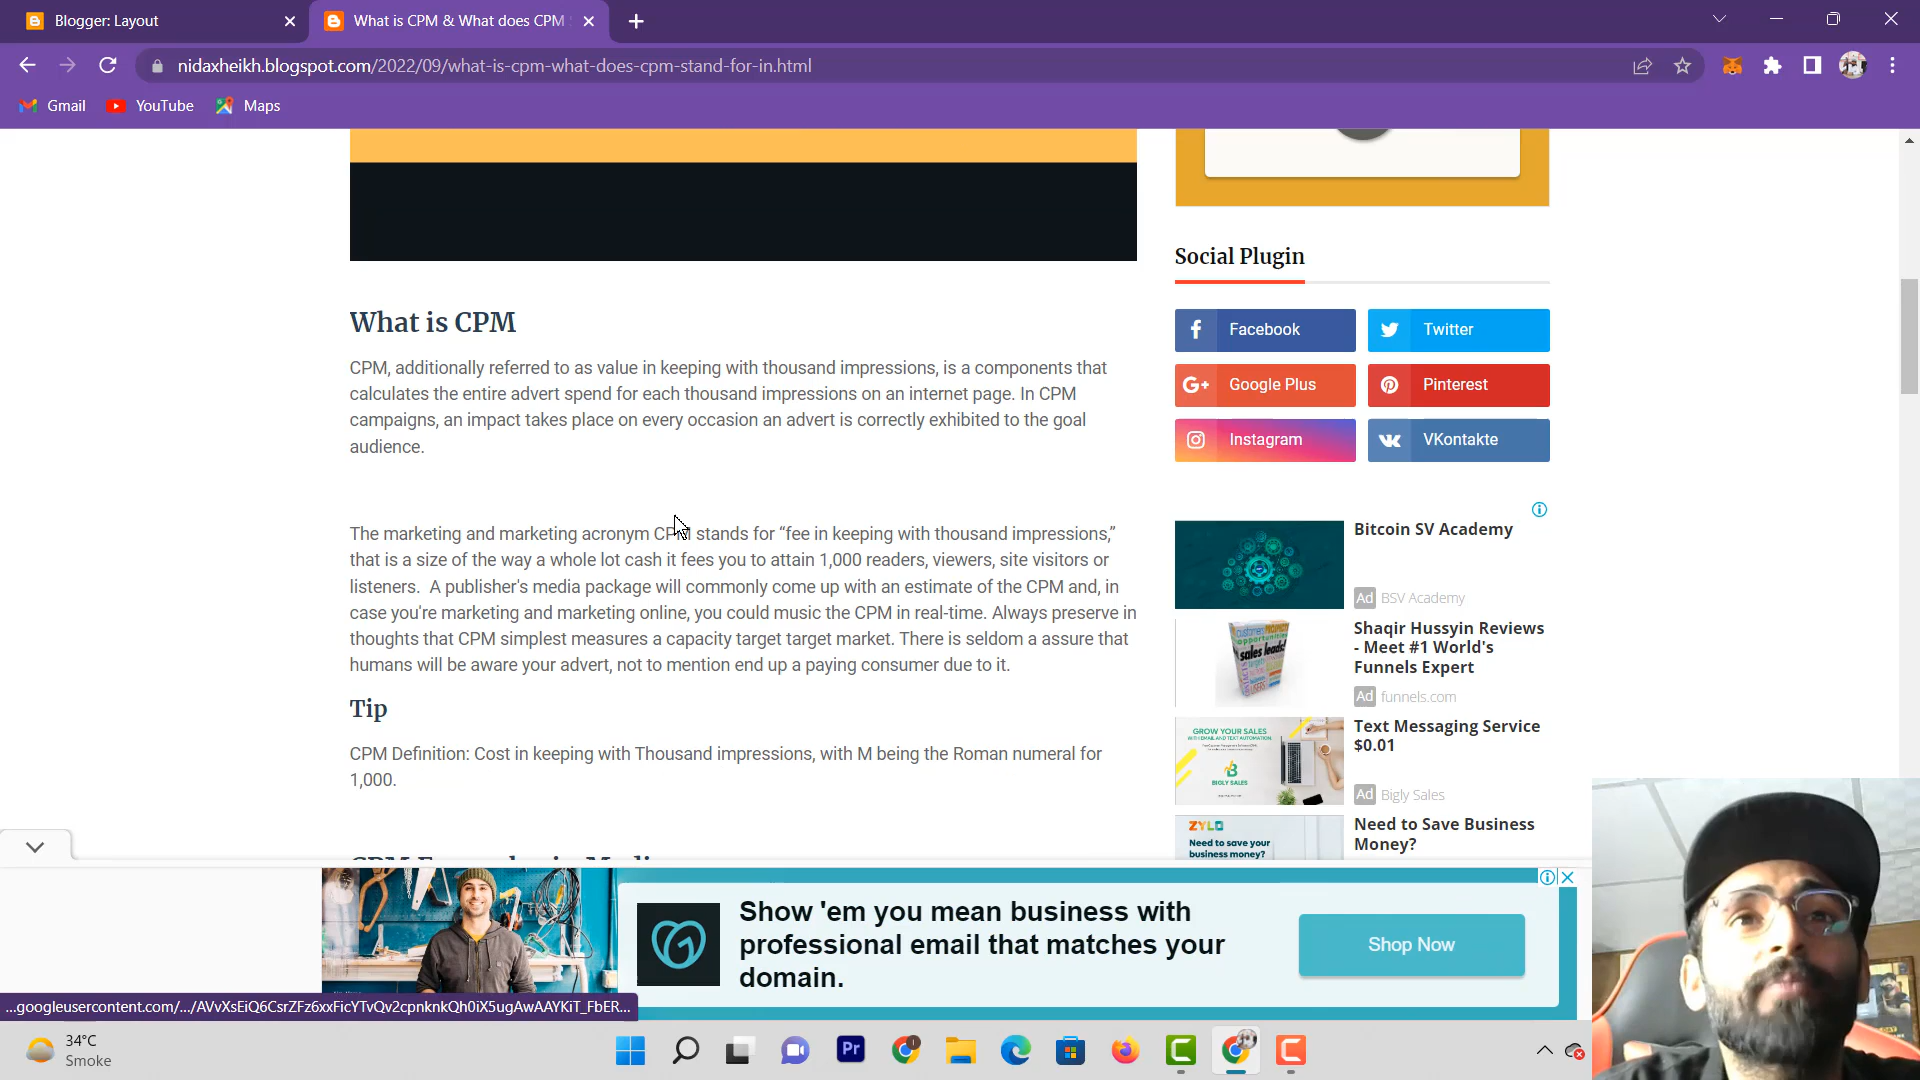 Blogger: Layout
What is CPM & What does CPM
nidaxheikh.blogspot.com/2022/09/what-is-cpm-what-does-cpm-stand-for-in.html
Gmail
YouTube
Maps
What is CPM
CPM, additionally referred to as value in keeping with thousand impressions, is a components that
calculates the entire advert spend for each thousand impressions on an internet page. In CPM
campaigns, an impact takes place on every occasion an advert is correctly exhibited to the goal
audience.
The marketing and marketing acronym CPM stands for “fee in keeping with thousand impressions,”
that is a size of the way a whole lot cash it fees you to attain 1,000 readers, viewers, site visitors or
listeners.  A publisher's media package will commonly come up with an estimate of the CPM and, in
case you're marketing and marketing online, you could music the CPM in real-time. Always preserve in
thoughts that CPM simplest measures a capacity target target market. There is seldom a assure that
humans will be aware your advert, not to mention end up a paying consumer due to it.
Tip
CPM Definition: Cost in keeping with Thousand impressions, with M being the Roman numeral for
1,000.
Social Plugin
Facebook
Twitter
Google Plus
Pinterest
Instagram
VKontakte
Bitcoin SV Academy
Ad BSV Academy
Shaqir Hussyin Reviews
- Meet #1 World's
Funnels Expert
Ad funnels.com
sales leads!
Text Messaging Service
$0.01
Ad Bigly Sales
GROW YOUR SALES
BIGLY SALES
Need to Save Business
Money?
ZYLO
Need to save your
business money?
Show 'em you mean business with
professional email that matches your
domain.
Shop Now
...googleusercontent.com/.../AVvXsEiQ6CsrZFz6xxFicYTvQv2cpnknkQh0iX5ugAwAAYKiT_FbER...
34°C
Smoke
Pr